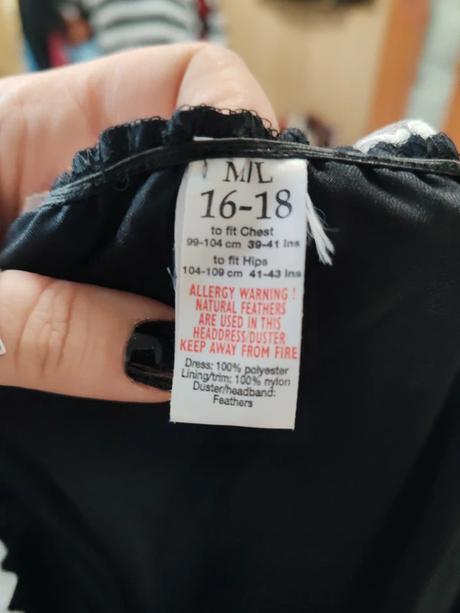 M/L
16-18
to fit Chest
99-104 cm 39-41 Ins
to fit Hips
104-109 cm 41-43 Ins
ALLERGY WARNING !
NATURAL FEATHERS
ARE USED IN THIS
HEADDRESS/DUSTER
KEEP AWAY FROM FIRE
Dress: 100% polyester
Lining/trim: 100% nylon
Duster/headband:
Feathers